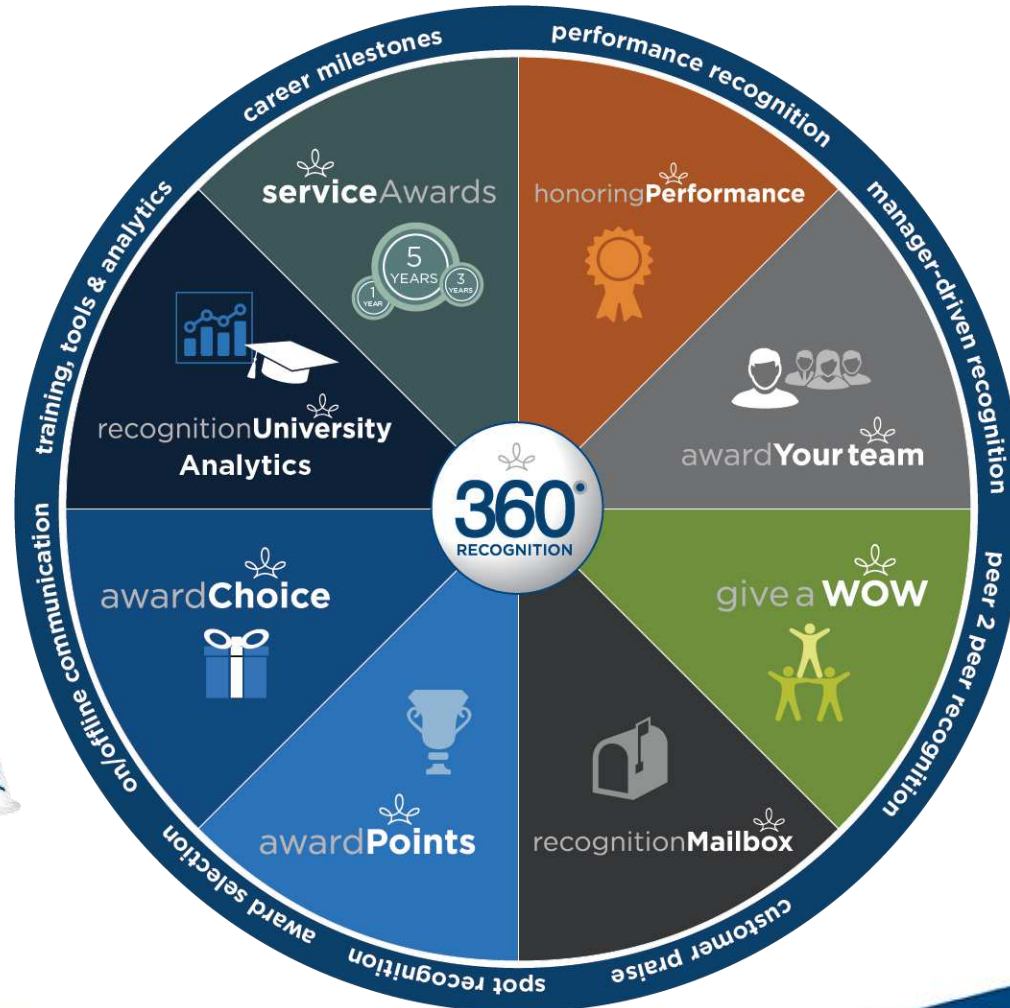 career milestones
performance recognition
manager-driven recognition
peer 2 peer recognition
customer praise
spot recognition
award selection
on/offline communication
training, tools & analytics
serviceAwards
5
YEARS
1
YEAR
3
YEARS
honoringPerformance
awardYourteam
give a WOW
recognitionMailbox
awardPoints
awardChoice
recognitionUniversity
Analytics
360°
RECOGNITION